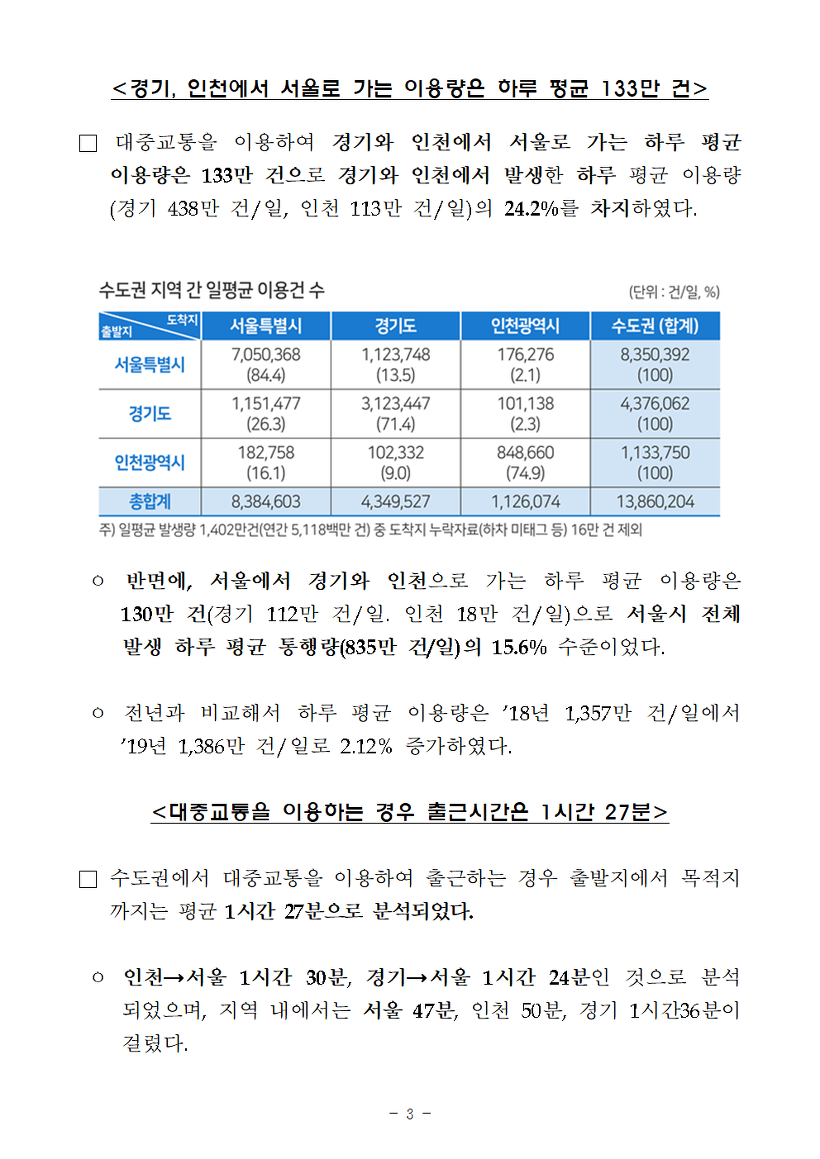 <경기, 인천에서 서울로 가는 이용량은 하루 평균 133만 건>
□ 대중교통을 이용하여 경기와 인천에서 서울로 가는 하루 평균
이용량은 133만 건으로 경기와 인천에서 발생한 하루 평균 이용량
(경기 438만 건/일, 인천 113만 건/일)의 24.2%를 차지하였다.
수도권 지역 간 일평균 이용건 수 (단위 : 건/일, %)
출발지 도착지 서울특별시 경기도 인천광역시 수도권 (합계)
서울특별시 7,050,368 1,123,748 176,276 8,350,392
(84.4) (13.5) (2.1) (100)
경기도 1,151,477 3,123,447 101,138 4,376,062
(26.3) (71.4) (2.3) (100)
인천광역시 182,758 102,332 848,660 1,133,750
(16.1) (9.0) (74.9) (100)
총합계 8,384,603 4,349,527 1,126,074 13,860,204
주) 일평균 발생량 1,402만건(연간 5,118백만 건) 중 도착지 누락자료(하차 미태그 등) 16만 건 제외
○ 반면에, 서울에서 경기와 인천으로 가는 하루 평균 이용량은
130만 건(경기 112만 건/일. 인천 18만 건/일)으로 서울시 전체
발생 하루 평균 통행량(835만 건/일)의 15.6% 수준이었다.
○ 전년과 비교해서 하루 평균 이용량은 ’18년 1,357만 건/일에서
’19년 1,386만 건/일로 2.12% 증가하였다.
<대중교통을 이용하는 경우 출근시간은 1시간 27분>
□ 수도권에서 대중교통을 이용하여 출근하는 경우 출발지에서 목적지
까지는 평균 1시간 27분으로 분석되었다.
○ 인천→서울 1시간 30분, 경기→서울 1시간 24분인 것으로 분석
되었으며, 지역 내에서는 서울 47분, 인천 50분, 경기 1시간36분이
걸렸다.
- 3 -